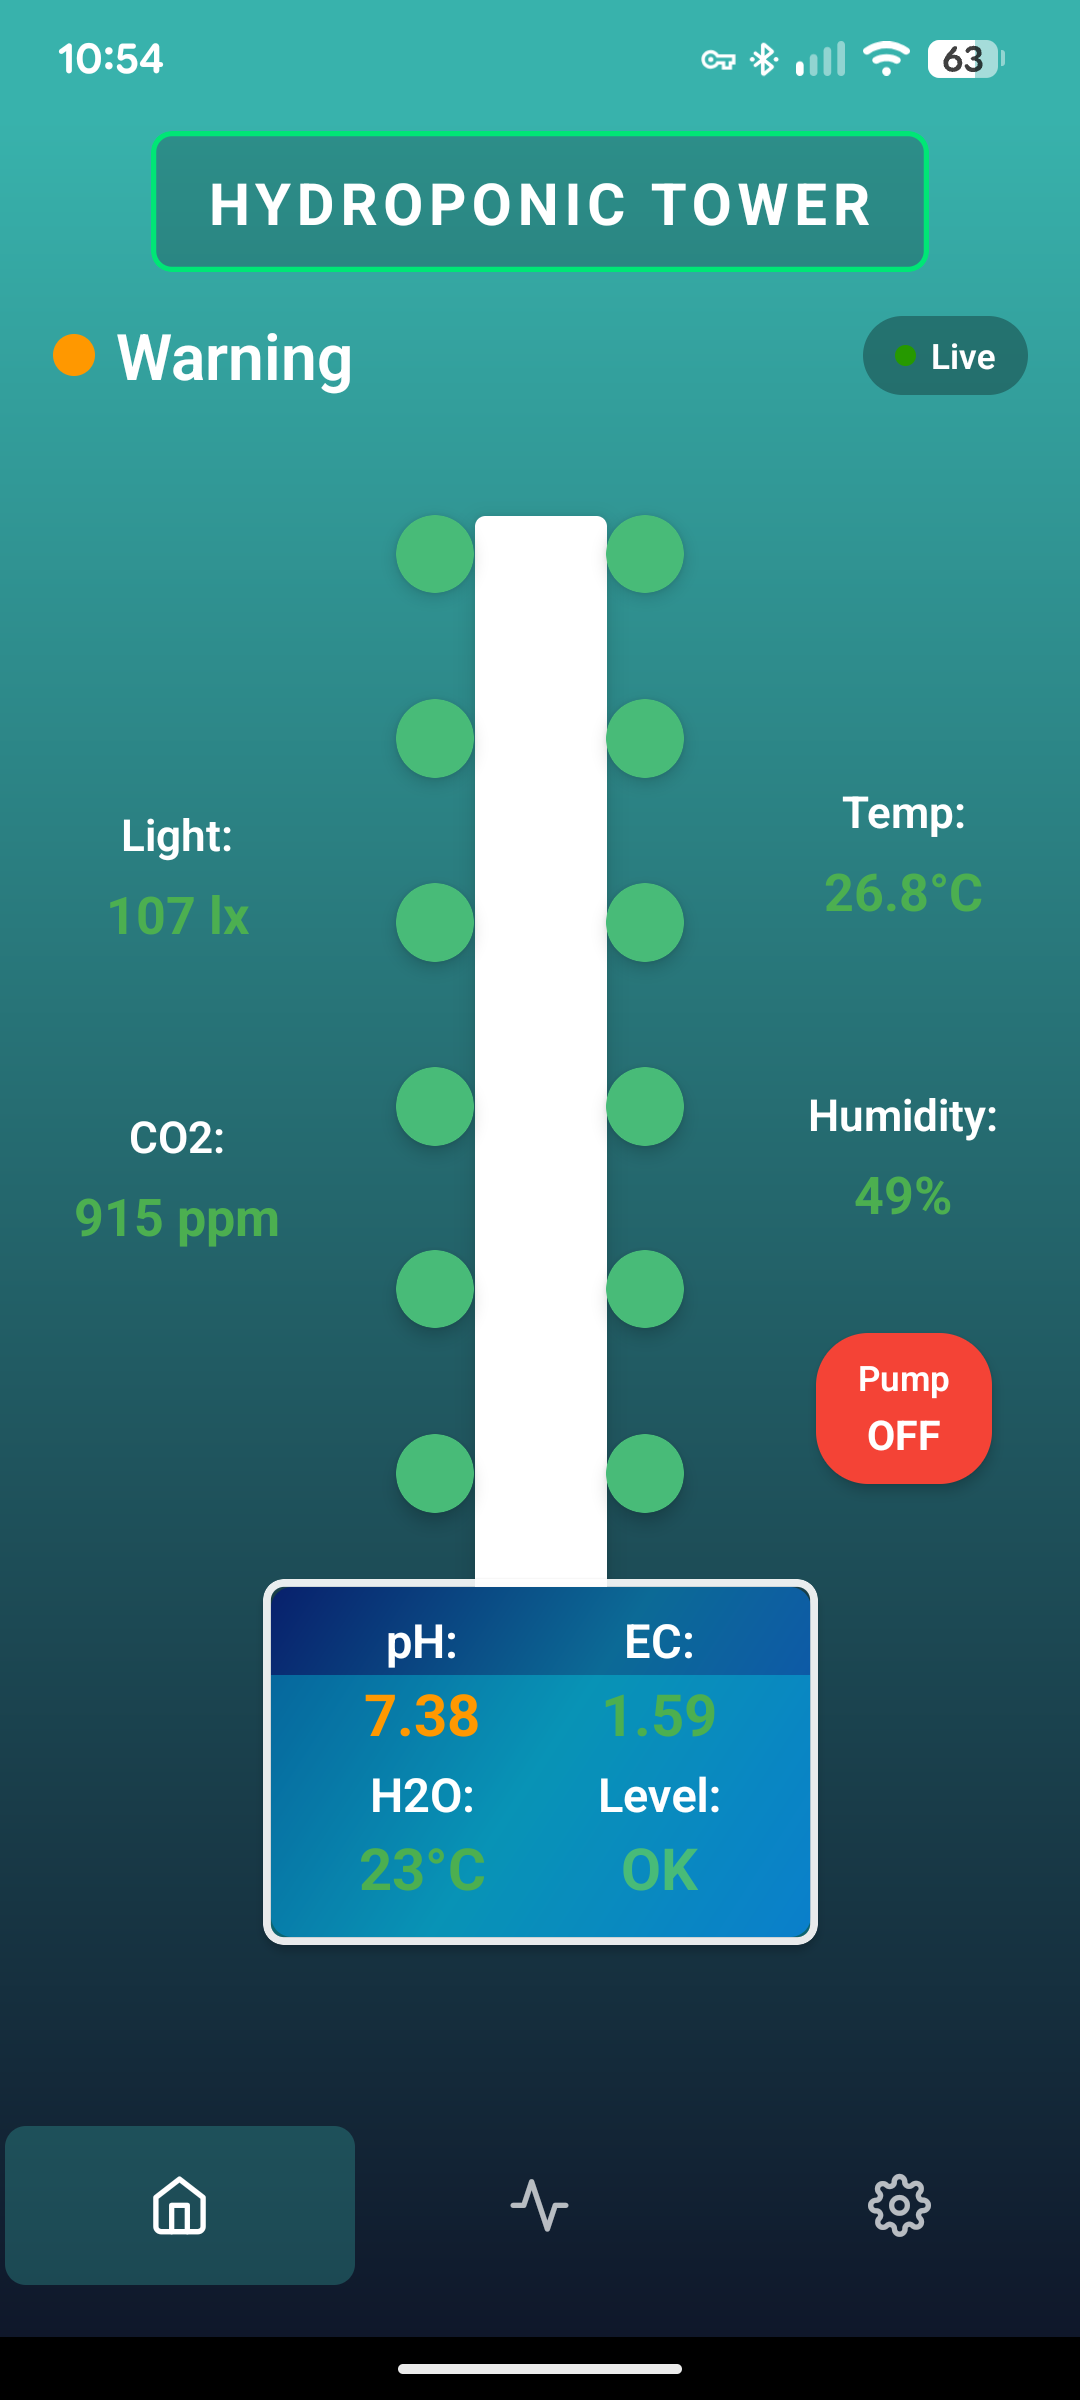 10:54
63
HYDROPONIC TOWER
Warning
Live
Light:
107 lx
Temp:
26.8°C
CO2:
915 ppm
Humidity:
49%
Pump
OFF
pH: EC:
7.38 1.59
H2O: Level:
23°C OK